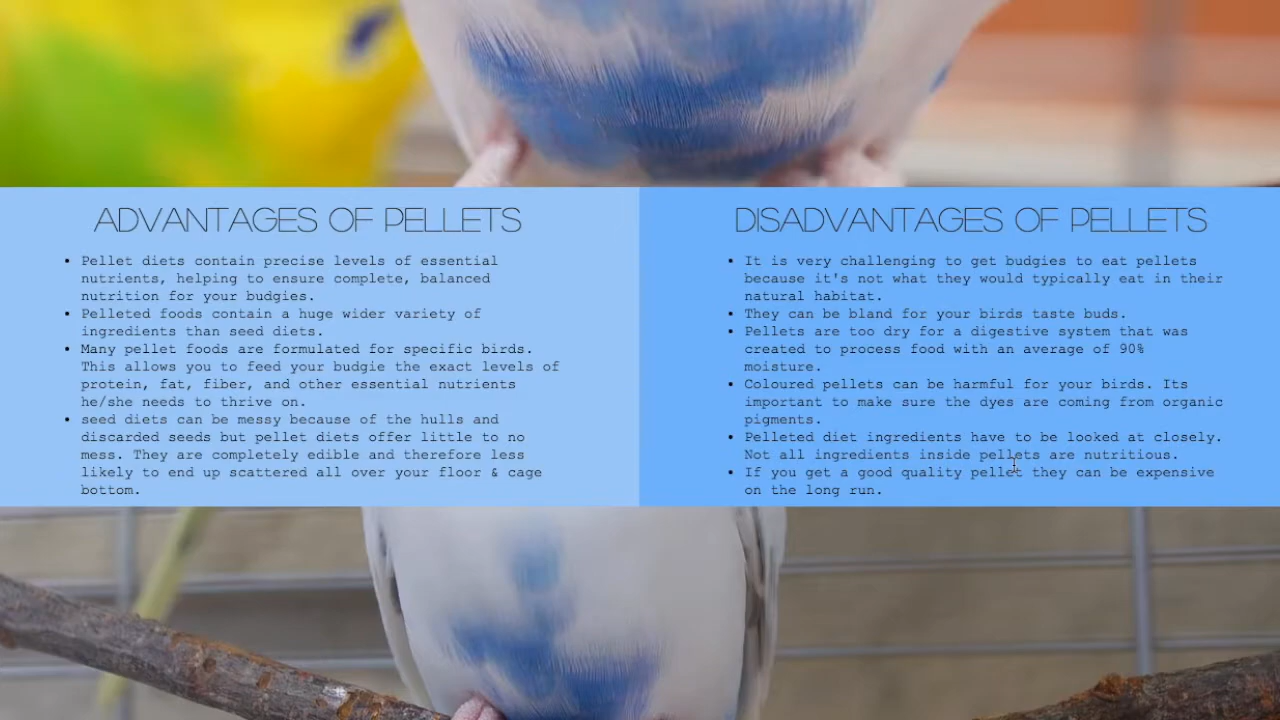 ADVANTAGES OF PELLETS
• Pellet diets contain precise levels of essential
nutrients, helping to ensure complete, balanced
nutrition for your budgies.
• Pelleted foods contain a huge wider variety of
ingredients than seed diets.
• Many pellet foods are formulated for specific birds.
This allows you to feed your budgie the exact levels of
protein, fat, fiber, and other essential nutrients
he/she needs to thrive on.
• seed diets can be messy because of the hulls and
discarded seeds but pellet diets offer little to no
mess. They are completely edible and therefore less
likely to end up scattered all over your floor & cage
bottom.
DISADVANTAGES OF PELLETS
• It is very challenging to get budgies to eat pellets
because it's not what they would typically eat in their
natural habitat.
• They can be bland for your birds taste buds.
• Pellets are too dry for a digestive system that was
created to process food with an average of 90%
moisture.
• Coloured pellets can be harmful for your birds. Its
important to make sure the dyes are coming from organic
pigments.
• Pelleted diet ingredients have to be looked at closely.
Not all ingredients inside pellets are nutritious.
• If you get a good quality pellet they can be expensive
on the long run.